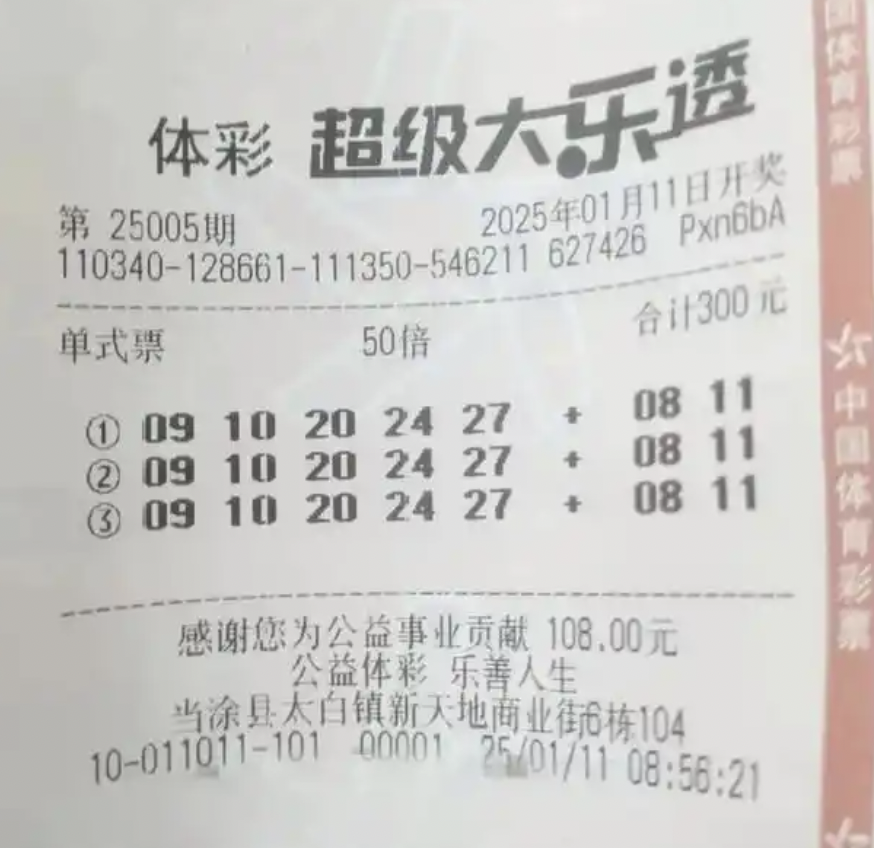 体彩 超级大乐透
第 25005期 2025年01月11日开奖
110340-128661-111350-546211 627426 Pxn6bA
单式票 50倍 合计300元
① 09 10 20 24 27 + 08 11
② 09 10 20 24 27 + 08 11
③ 09 10 20 24 27 + 08 11
感谢您为公益事业贡献 108.00元
公益体彩 乐善人生
当涂县太白镇新天地商业街6栋104
10-011011-101 00001 25/01/11 08:56:21
国体育彩票
中国体育彩票